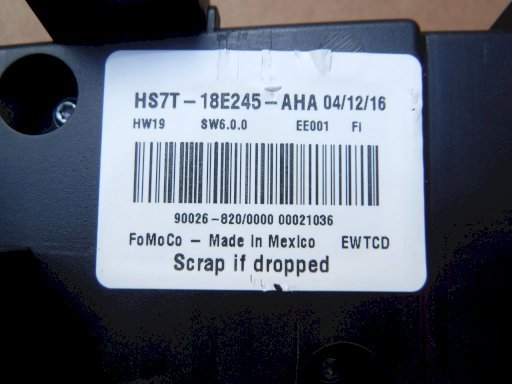 HS7T-18E245-AHA 04/12/16
HW19 SW6.0.0 EE001 Fi
90026-820/0000 00021036
FoMoCo - Made in Mexico EWTCD
Scrap if dropped